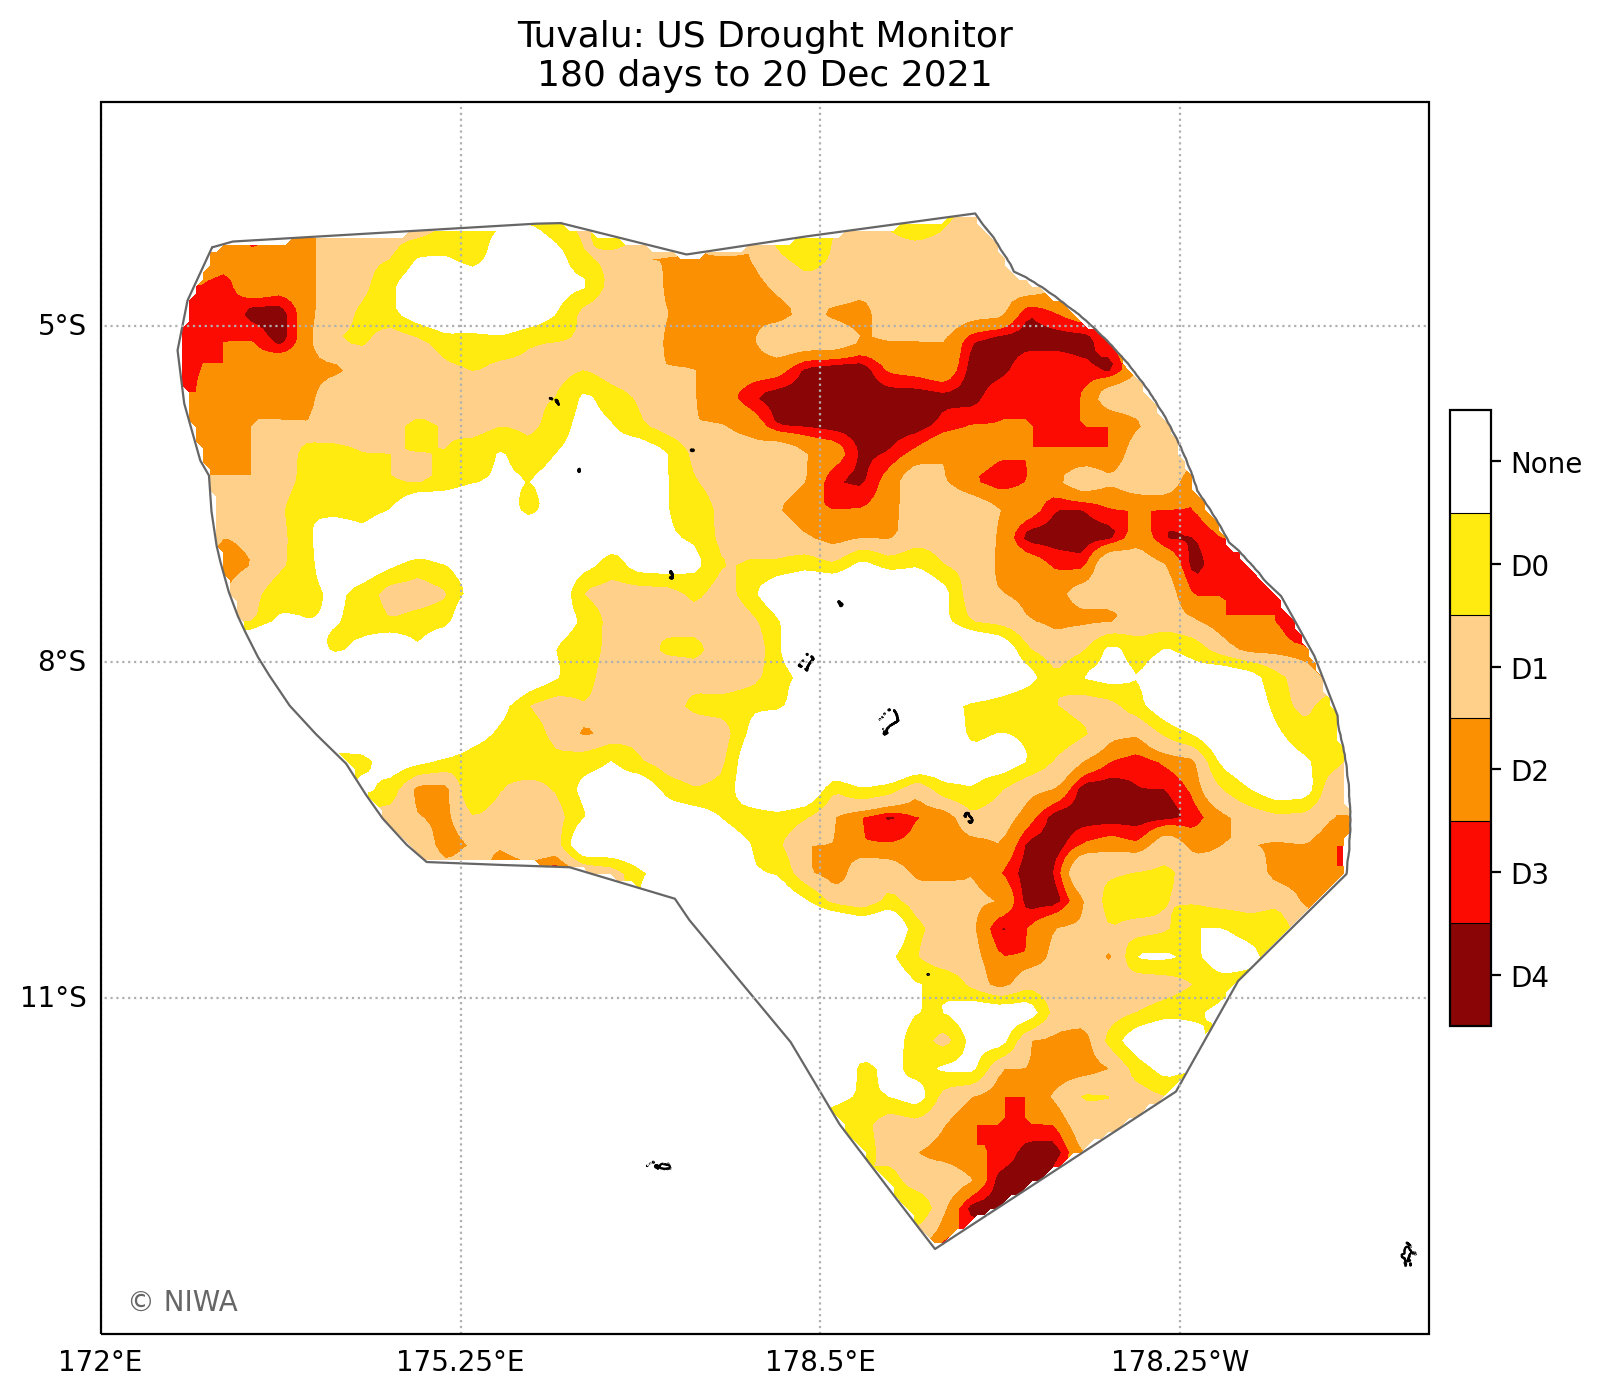 Tuvalu: US Drought Monitor
180 days to 20 Dec 2021
5°S
8°S
11°S
172°E
175.25°E
178.5°E
178.25°W
None
D0
D1
D2
D3
D4
© NIWA